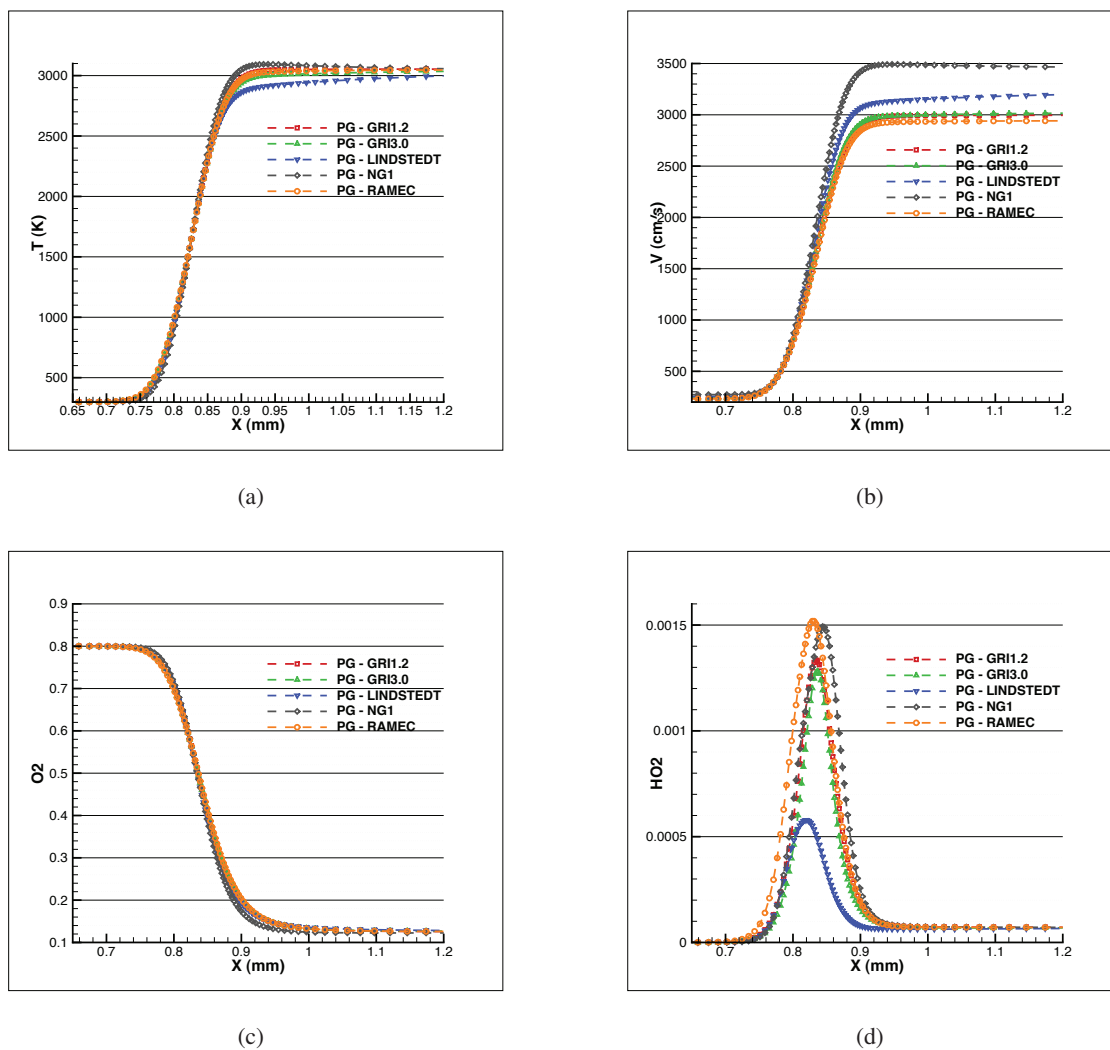 3000
2500
2000
1500
1000
500
T (K)
0.65 0.7 0.75 0.8 0.85 0.9 0.95 1 1.05 1.1 1.15 1.2
X (mm)
PG - GRI1.2
PG - GRI3.0
PG - LINDSTEDT
PG - NG1
PG - RAMEC
(a)
3500
3000
2500
2000
1500
1000
500
V (cm/s)
0.7 0.8 0.9 1 1.1 1.2
X (mm)
PG - GRI1.2
PG - GRI3.0
PG - LINDSTEDT
PG - NG1
PG - RAMEC
(b)
0.9
0.8
0.7
0.6
0.5
0.4
0.3
0.2
0.1
O2
0.7 0.8 0.9 1 1.1 1.2
X (mm)
PG - GRI1.2
PG - GRI3.0
PG - LINDSTEDT
PG - NG1
PG - RAMEC
(c)
0.0015
0.001
0.0005
0
HO2
0.7 0.8 0.9 1 1.1 1.2
X (mm)
PG - GRI1.2
PG - GRI3.0
PG - LINDSTEDT
PG - NG1
PG - RAMEC
(d)